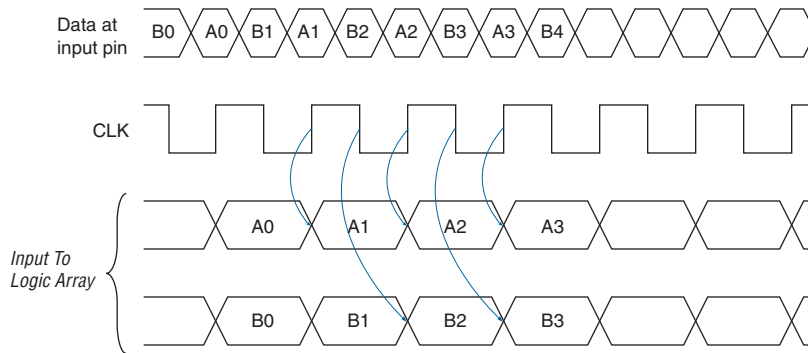 Data at
input pin
B0 A0 B1 A1 B2 A2 B3 A3 B4
CLK
A0 A1 A2 A3
Input To
Logic Array
B0 B1 B2 B3